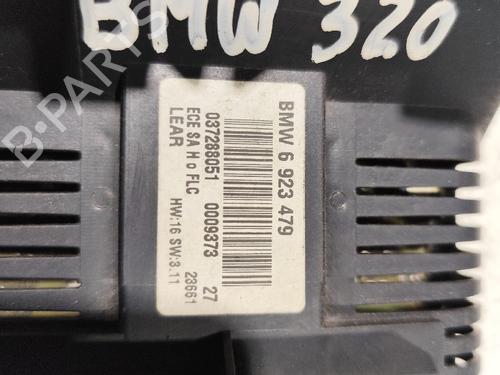 BMW 320
BMW 6 923 479
037288051 0009373 27
ECE SA H o FLC 23661
LEAR HW:16 SW:3.11
B-PARTS